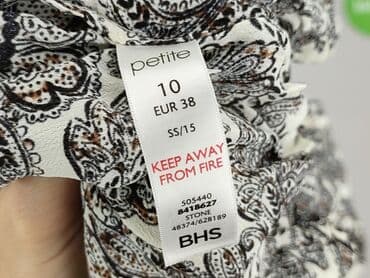 petite
10
EUR 38
SS/15
KEEP AWAY
FROM FIRE
505440
8418627
STONE
48374/628189
BHS